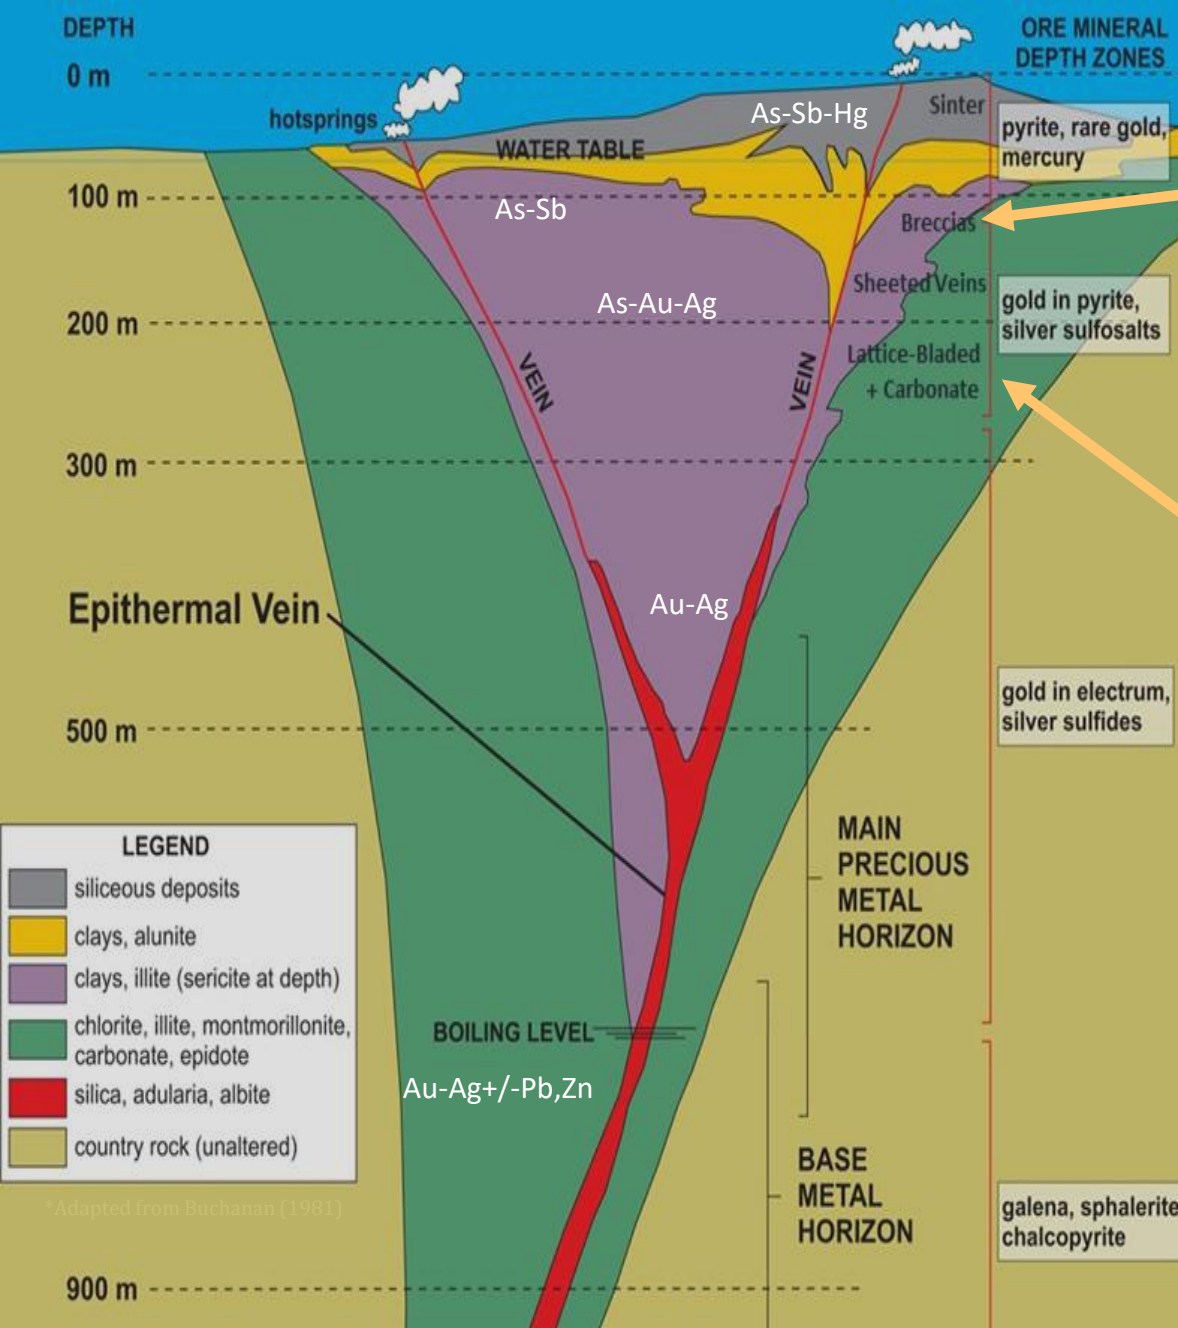 DEPTH
0 m
ORE MINERAL
DEPTH ZONES
hotsprings
As-Sb-Hg
Sinter
pyrite, rare gold,
mercury
WATER TABLE
100 m
As-Sb
Breccias
Sheeted Veins
As-Au-Ag
gold in pyrite,
silver sulfosalts
200 m
VEIN
VEIN
Lattice-Bladed
+ Carbonate
300 m
Epithermal Vein
Au-Ag
500 m
gold in electrum,
silver sulfides
MAIN
PRECIOUS
METAL
HORIZON
LEGEND
siliceous deposits
clays, alunite
clays, illite (sericite at depth)
chlorite, illite, montmorillonite,
carbonate, epidote
silica, adularia, albite
country rock (unaltered)
BOILING LEVEL
Au-Ag+/-Pb,Zn
BASE
METAL
HORIZON
galena, sphalerite
chalcopyrite
*Adapted from Buchanan (1981)
900 m